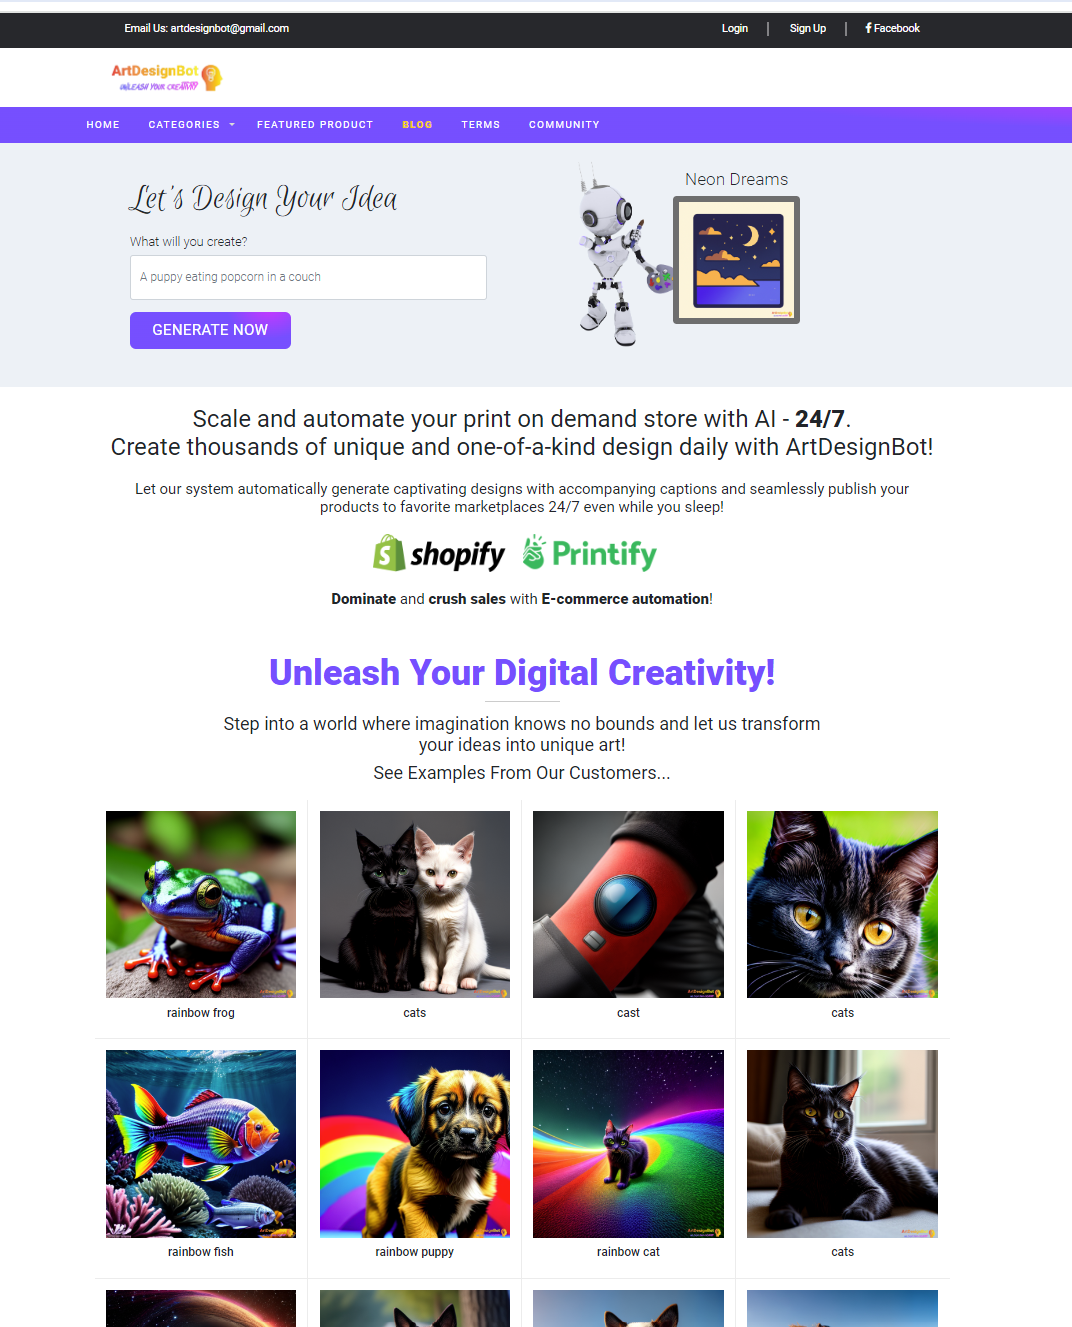 Email Us: artdesignbot@gmail.com
Login
Sign Up
Facebook
ArtDesignBot
UNLEASH YOUR CREATIVITY
HOME
CATEGORIES
FEATURED PRODUCT
BLOG
TERMS
COMMUNITY
Let's Design Your Idea
What will you create?
A puppy eating popcorn in a couch
GENERATE NOW
Neon Dreams
Scale and automate your print on demand store with AI - 24/7.
Create thousands of unique and one-of-a-kind design daily with ArtDesignBot!
Let our system automatically generate captivating designs with accompanying captions and seamlessly publish your
products to favorite marketplaces 24/7 even while you sleep!
shopify
Printify
Dominate and crush sales with E-commerce automation!
Unleash Your Digital Creativity!
Step into a world where imagination knows no bounds and let us transform
your ideas into unique art!
See Examples From Our Customers...
rainbow frog
cats
cast
cats
rainbow fish
rainbow puppy
rainbow cat
cats